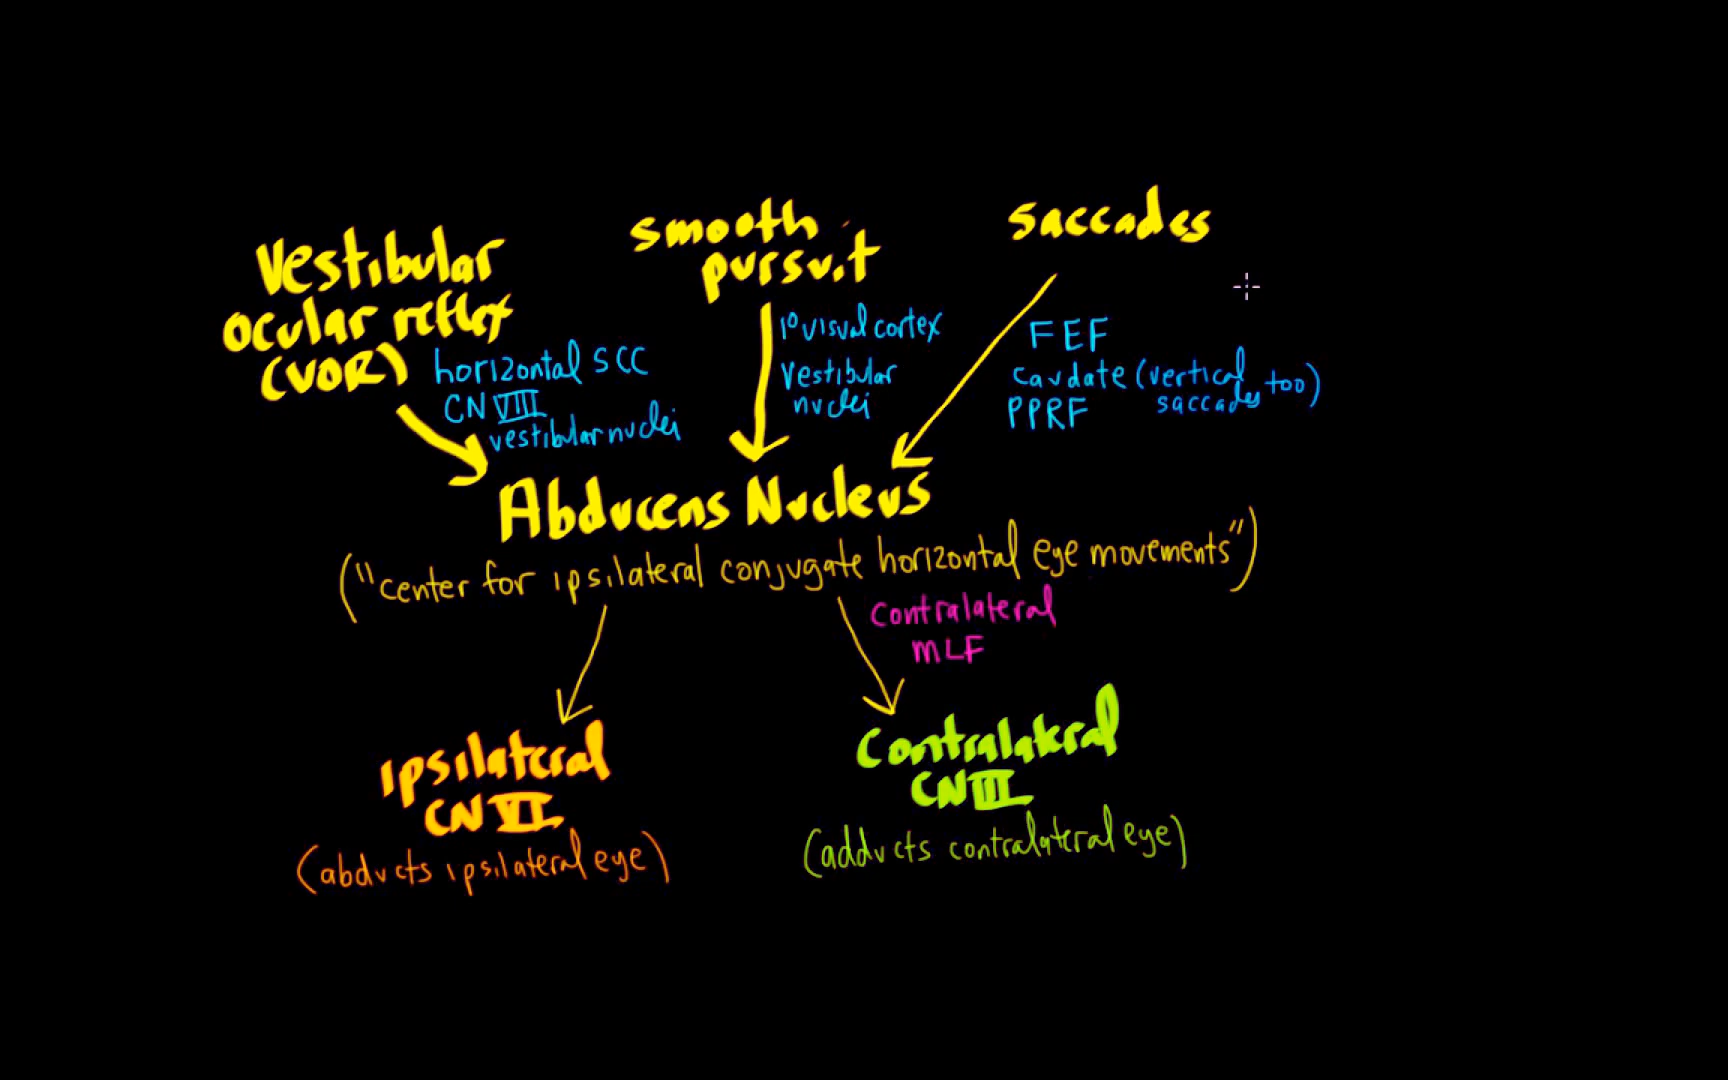 Vestibular
ocular reflex
(VOR)
horizontal SCC
CN VIII
vestibular nuclei
smooth
pursuit
1° visual cortex
Vestibular
nuclei
saccades
FEF
Caudate (vertical
saccades too)
PPRF
Abducens Nucleus
("center for ipsilateral conjugate horizontal eye movements")
Contralateral
MLF
Ipsilateral
CN VI
(abducts ipsilateral eye)
Contralateral
CN III
(adducts contralateral eye)